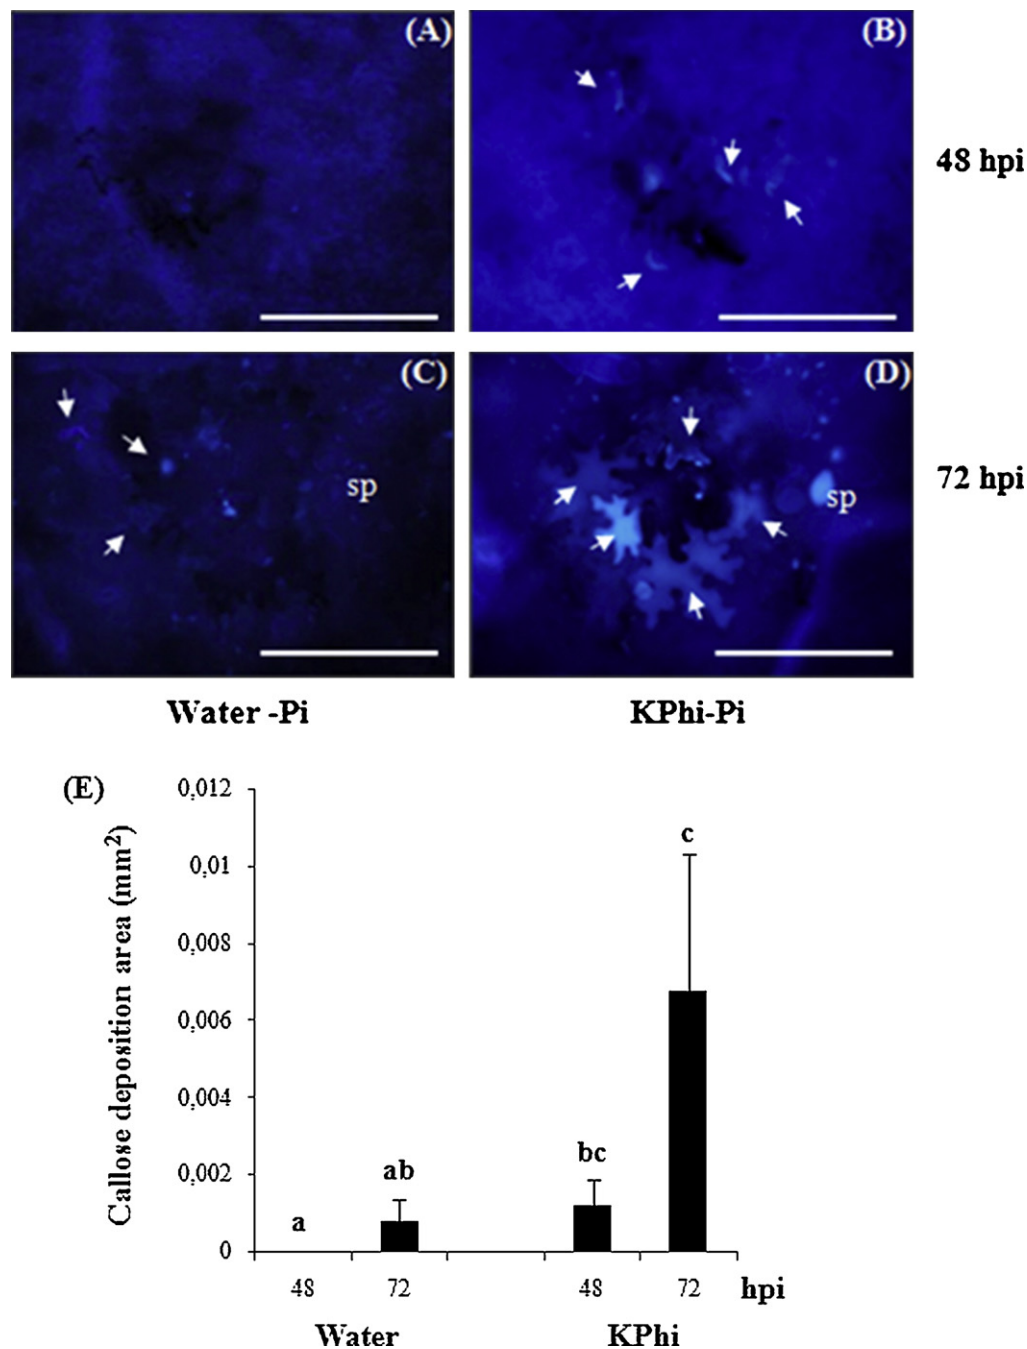 (A)
(B)
48 hpi
(C)
(D)
sp
sp
72 hpi
Water -Pi
KPhi-Pi
(E)
Callose deposition area (mm²)
0,012
0,01
0,008
0,006
0,004
0,002
0
a
ab
bc
c
48
72
48
72
hpi
Water
KPhi